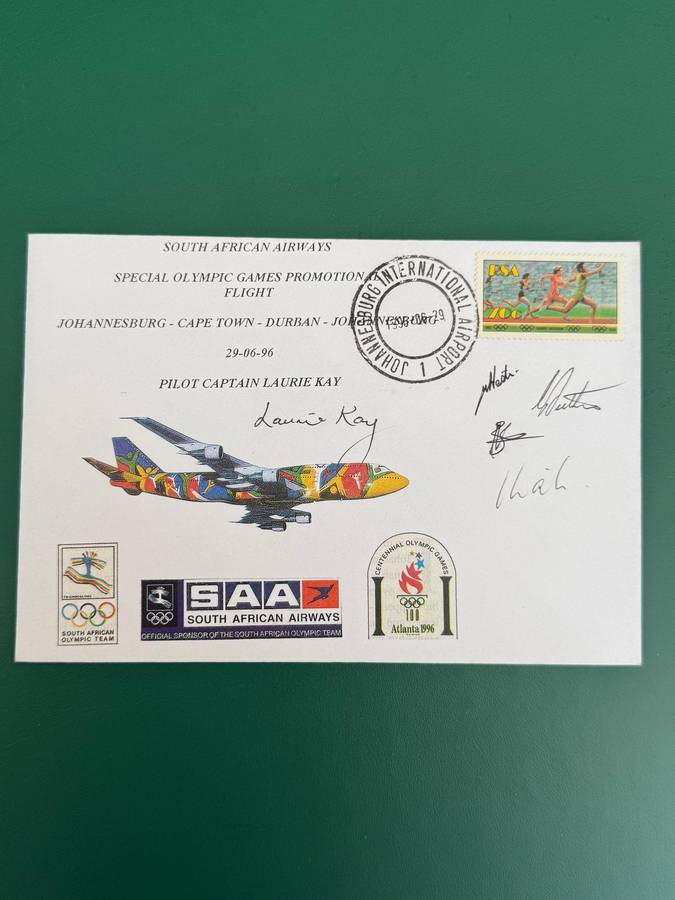 SOUTH AFRICAN AIRWAYS
SPECIAL OLYMPIC GAMES PROMOTIONAL
FLIGHT
JOHANNESBURG - CAPE TOWN - DURBAN - JOHANNESBURG
29-06-96
PILOT CAPTAIN LAURIE KAY
Laurie Kay
JOHANNESBURG INTERNATIONAL AIRPORT 1
1996-06-29
RSA
70c
SOUTH AFRICAN
OLYMPIC TEAM
SAA
SOUTH AFRICAN AIRWAYS
OFFICIAL SPONSOR OF THE SOUTH AFRICAN OLYMPIC TEAM
CENTENNIAL OLYMPIC GAMES
100
Atlanta 1996